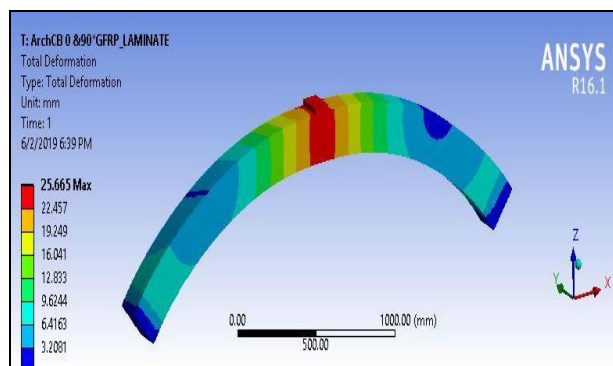 T: ArchCB 0 &90°GFRP_LAMINATE
Total Deformation
Type: Total Deformation
Unit: mm
Time: 1
6/2/2019 6:39 PM
ANSYS
R16.1
25.665 Max
22.457
19.249
16.041
12.833
9.6244
6.4163
3.2081
0.00
1000.00 (mm)
500.00
Z
Y
X